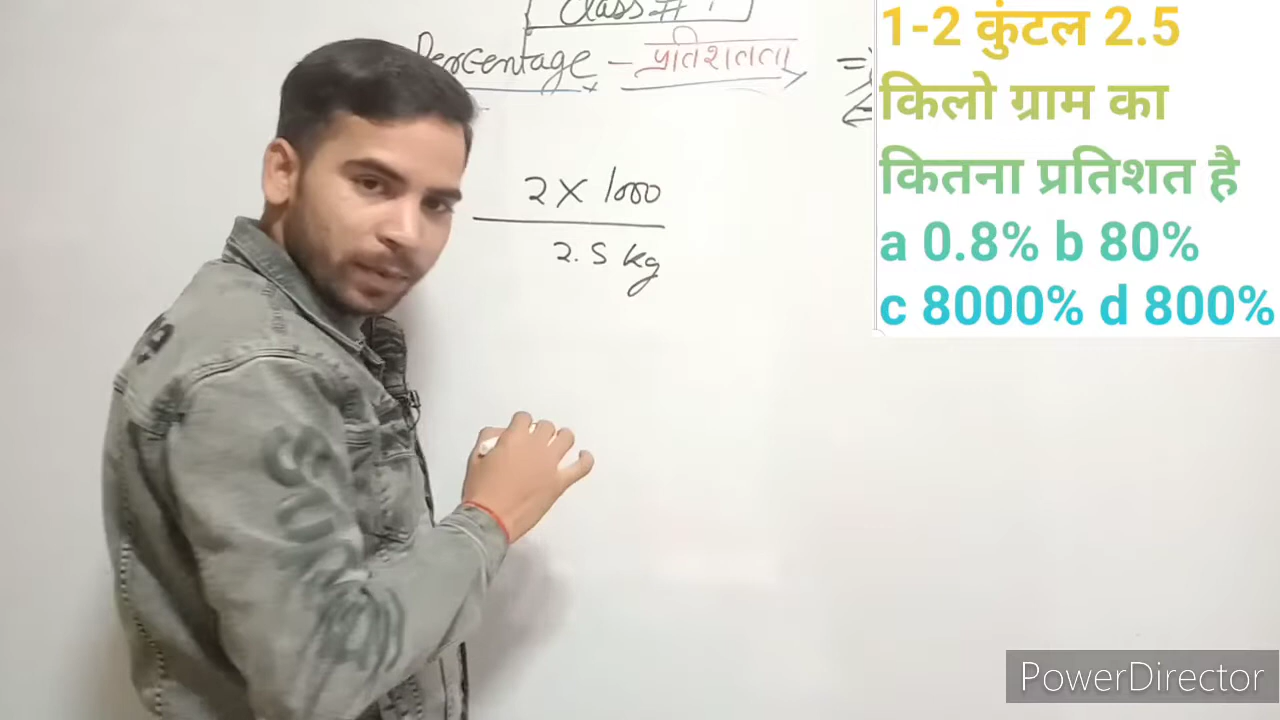 Class # 1
Percentage – प्रतिशतता
2 X 1000
2.5 kg
1-2 कुंटल 2.5
किलो ग्राम का
कितना प्रतिशत है
a 0.8% b 80%
c 8000% d 800%
PowerDirector